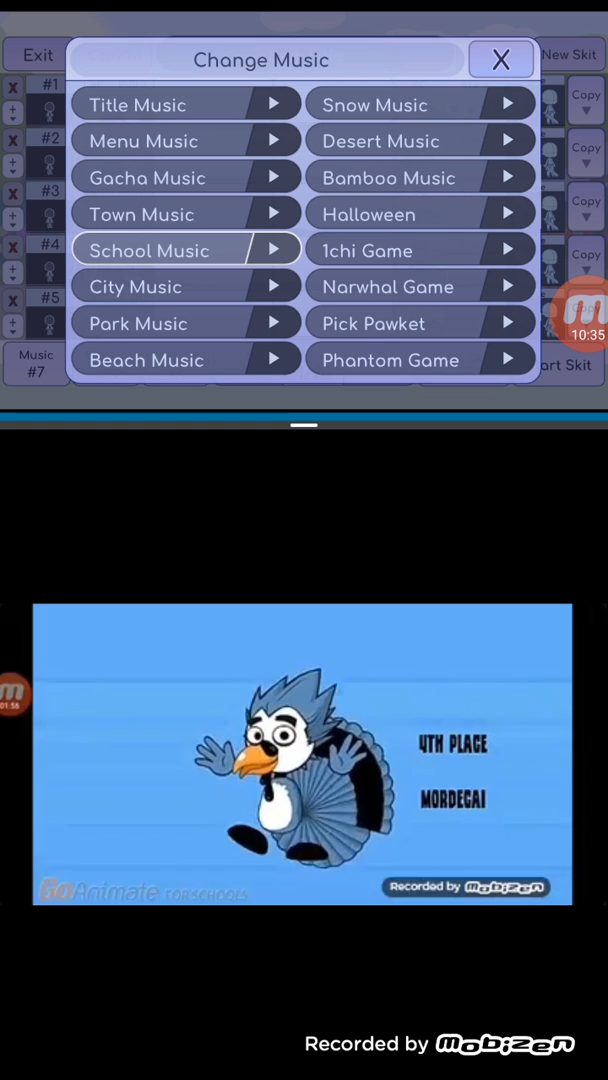 Change Music
X
Exit
New Skit
Title Music
Snow Music
Menu Music
Desert Music
Gacha Music
Bamboo Music
Town Music
Halloween
School Music
1chi Game
City Music
Narwhal Game
Park Music
Pick Pawket
Beach Music
Phantom Game
X #1
Copy
X #2
Copy
X #3
Copy
X #4
Copy
X #5
Copy
10:35
Music
#7
art Skit
01:56
4TH PLACE
MORDECAI
GoAnimate FOR SCHOOLS
Recorded by Mobizen
Recorded by Mobizen